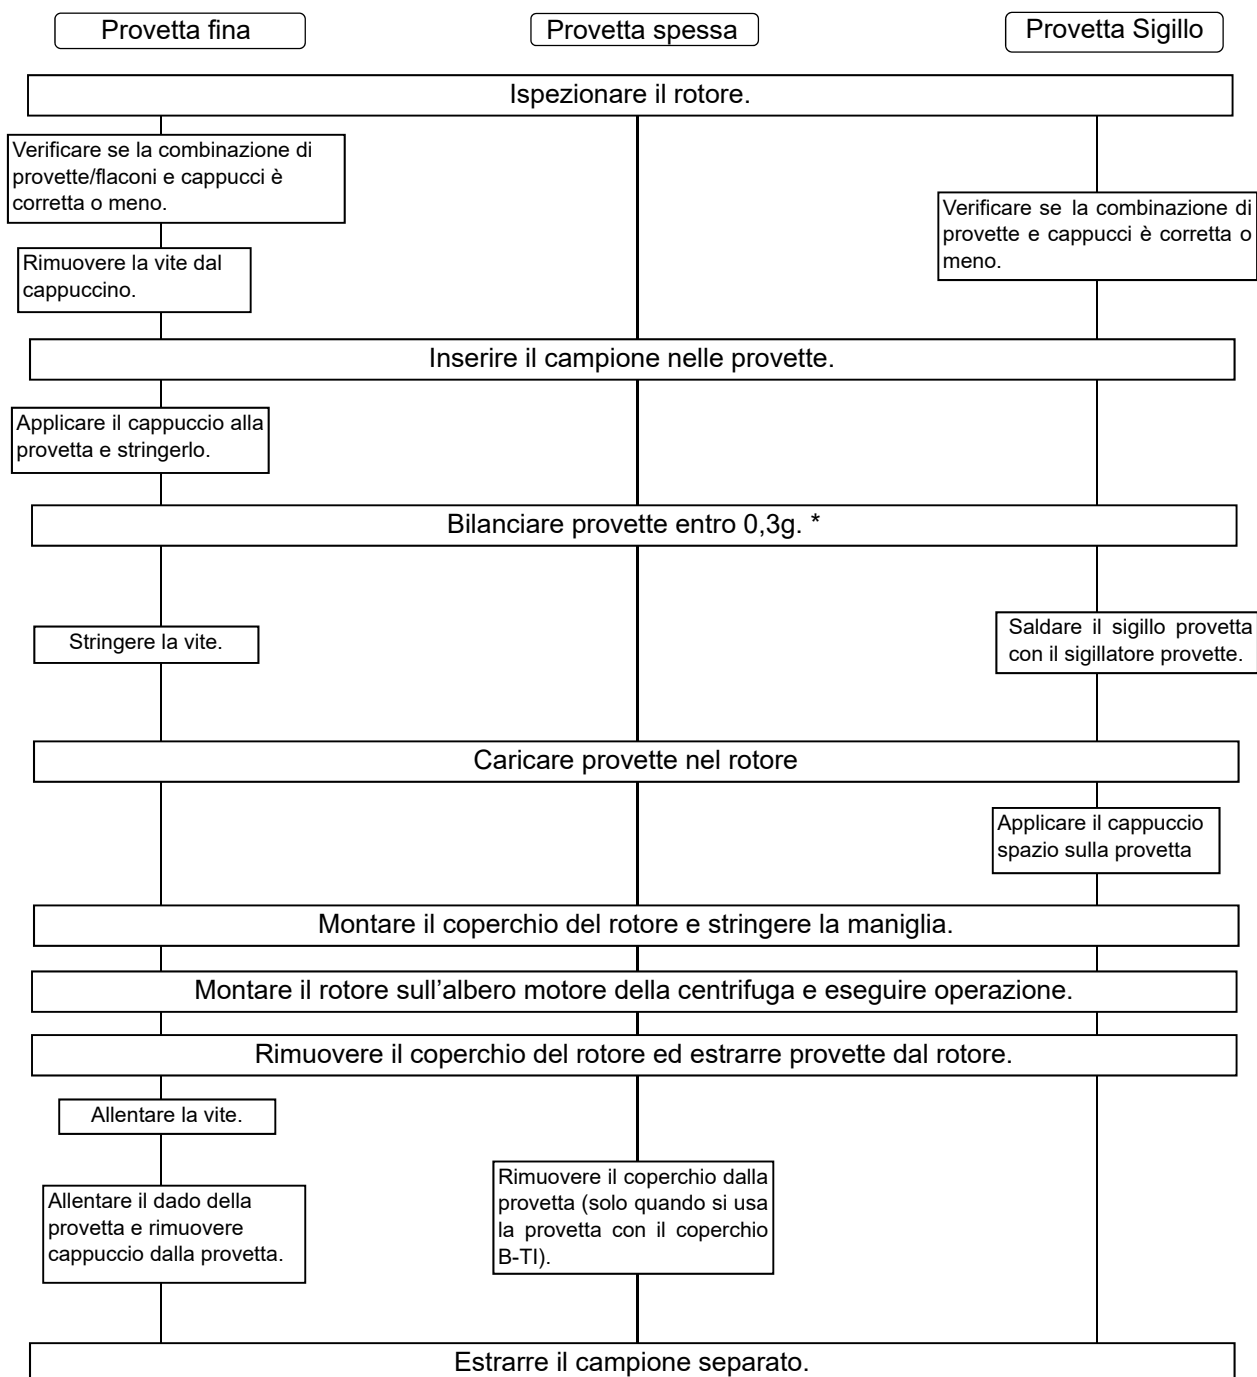 Provetta fina
Provetta spessa
Provetta Sigillo
Ispezionare il rotore.
Verificare se la combinazione di
provette/flaconi e cappucci è
corretta o meno.
Verificare se la combinazione di
provette e cappucci è corretta o
meno.
Rimuovere la vite dal
cappuccino.
Inserire il campione nelle provette.
Applicare il cappuccio alla
provetta e stringerlo.
Bilanciare provette entro 0,3g. *
Stringere la vite.
Saldare il sigillo provetta
con il sigillatore provette.
Caricare provette nel rotore
Applicare il cappuccio
spazio sulla provetta
Montare il coperchio del rotore e stringere la maniglia.
Montare il rotore sull’albero motore della centrifuga e eseguire operazione.
Rimuovere il coperchio del rotore ed estrarre provette dal rotore.
Allentare la vite.
Allentare il dado della
provetta e rimuovere
cappuccio dalla provetta.
Rimuovere il coperchio dalla
provetta (solo quando si usa
la provetta con il coperchio
B-TI).
Estrarre il campione separato.